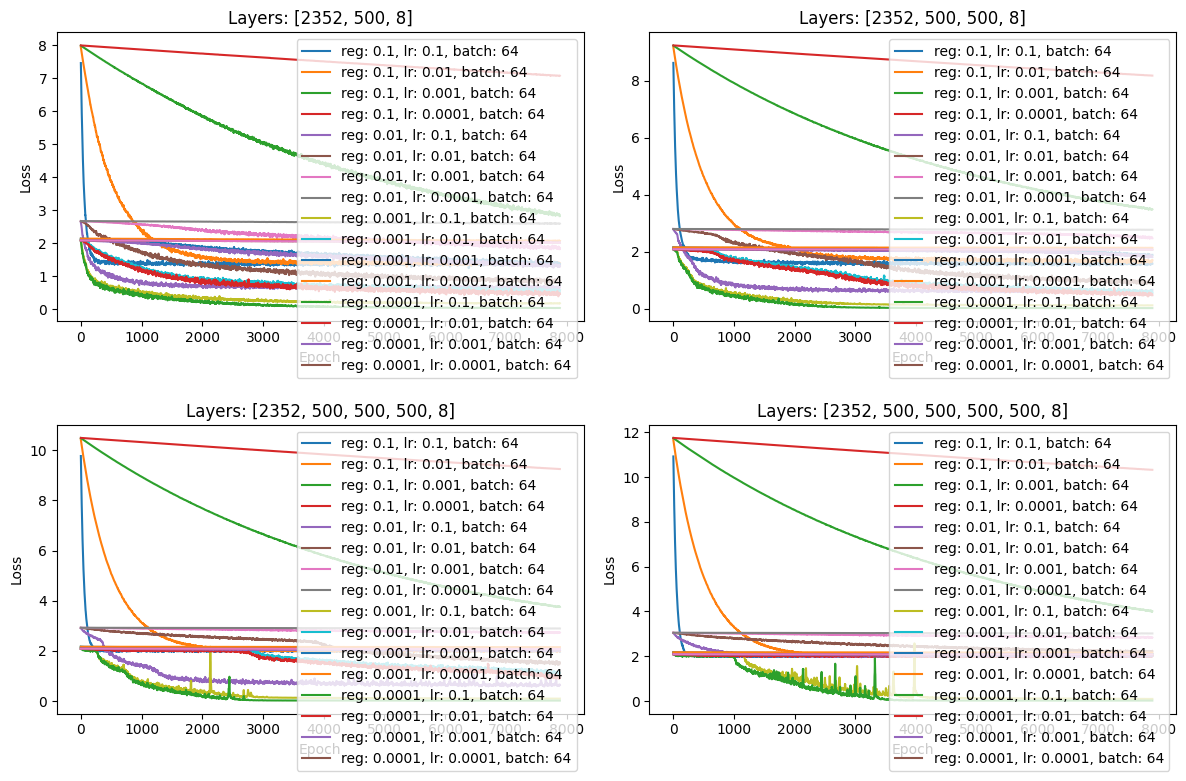 Layers: [2352, 500, 8]
Loss
8
7
6
5
4
3
2
1
0
0
1000
2000
3000
4000
5000
6000
7000
8000
Epoch
reg: 0.1, lr: 0.1, batch: 64
reg: 0.1, lr: 0.01, batch: 64
reg: 0.1, lr: 0.001, batch: 64
reg: 0.1, lr: 0.0001, batch: 64
reg: 0.01, lr: 0.1, batch: 64
reg: 0.01, lr: 0.01, batch: 64
reg: 0.01, lr: 0.001, batch: 64
reg: 0.01, lr: 0.0001, batch: 64
reg: 0.001, lr: 0.1, batch: 64
reg: 0.001, lr: 0.01, batch: 64
reg: 0.001, lr: 0.001, batch: 64
reg: 0.001, lr: 0.0001, batch: 64
reg: 0.0001, lr: 0.1, batch: 64
reg: 0.0001, lr: 0.01, batch: 64
reg: 0.0001, lr: 0.001, batch: 64
reg: 0.0001, lr: 0.0001, batch: 64
Layers: [2352, 500, 500, 8]
Loss
8
6
4
2
0
0
1000
2000
3000
4000
5000
6000
7000
8000
Epoch
reg: 0.1, lr: 0.1, batch: 64
reg: 0.1, lr: 0.01, batch: 64
reg: 0.1, lr: 0.001, batch: 64
reg: 0.1, lr: 0.0001, batch: 64
reg: 0.01, lr: 0.1, batch: 64
reg: 0.01, lr: 0.01, batch: 64
reg: 0.01, lr: 0.001, batch: 64
reg: 0.01, lr: 0.0001, batch: 64
reg: 0.001, lr: 0.1, batch: 64
reg: 0.001, lr: 0.01, batch: 64
reg: 0.001, lr: 0.001, batch: 64
reg: 0.001, lr: 0.0001, batch: 64
reg: 0.0001, lr: 0.1, batch: 64
reg: 0.0001, lr: 0.01, batch: 64
reg: 0.0001, lr: 0.001, batch: 64
reg: 0.0001, lr: 0.0001, batch: 64
Layers: [2352, 500, 500, 500, 8]
Loss
10
8
6
4
2
0
0
1000
2000
3000
4000
5000
6000
7000
8000
Epoch
reg: 0.1, lr: 0.1, batch: 64
reg: 0.1, lr: 0.01, batch: 64
reg: 0.1, lr: 0.001, batch: 64
reg: 0.1, lr: 0.0001, batch: 64
reg: 0.01, lr: 0.1, batch: 64
reg: 0.01, lr: 0.01, batch: 64
reg: 0.01, lr: 0.001, batch: 64
reg: 0.01, lr: 0.0001, batch: 64
reg: 0.001, lr: 0.1, batch: 64
reg: 0.001, lr: 0.01, batch: 64
reg: 0.001, lr: 0.001, batch: 64
reg: 0.001, lr: 0.0001, batch: 64
reg: 0.0001, lr: 0.1, batch: 64
reg: 0.0001, lr: 0.01, batch: 64
reg: 0.0001, lr: 0.001, batch: 64
reg: 0.0001, lr: 0.0001, batch: 64
Layers: [2352, 500, 500, 500, 500, 8]
Loss
12
10
8
6
4
2
0
0
1000
2000
3000
4000
5000
6000
7000
8000
Epoch
reg: 0.1, lr: 0.1, batch: 64
reg: 0.1, lr: 0.01, batch: 64
reg: 0.1, lr: 0.001, batch: 64
reg: 0.1, lr: 0.0001, batch: 64
reg: 0.01, lr: 0.1, batch: 64
reg: 0.01, lr: 0.01, batch: 64
reg: 0.01, lr: 0.001, batch: 64
reg: 0.01, lr: 0.0001, batch: 64
reg: 0.001, lr: 0.1, batch: 64
reg: 0.001, lr: 0.01, batch: 64
reg: 0.001, lr: 0.001, batch: 64
reg: 0.001, lr: 0.0001, batch: 64
reg: 0.0001, lr: 0.1, batch: 64
reg: 0.0001, lr: 0.01, batch: 64
reg: 0.0001, lr: 0.001, batch: 64
reg: 0.0001, lr: 0.0001, batch: 64